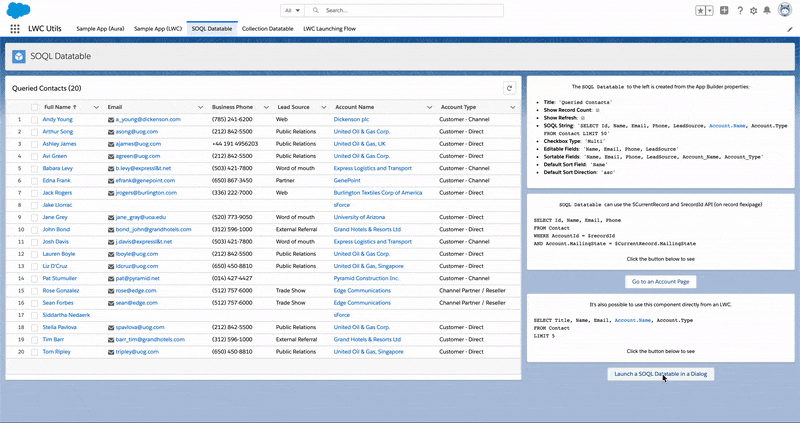 All
Search...
LWC Utils
Sample App (Aura)
Sample App (LWC)
SOQL Datatable
Collection Datatable
LWC Launching Flow
SOQL Datatable
Queried Contacts (20)
Full Name ↑ Email Business Phone Lead Source Account Name Account Type
1 Andy Young a_young@dickenson.com (785) 241-6200 Web Dickenson plc Customer - Channel
2 Arthur Song asong@uog.com (212) 842-5500 Public Relations United Oil & Gas Corp. Customer - Direct
3 Ashley James ajames@uog.com +44 191 4956203 Public Relations United Oil & Gas, UK Customer - Direct
4 Avi Green agreen@uog.com (212) 842-5500 Public Relations United Oil & Gas Corp. Customer - Direct
5 Babara Levy b.levy@expressl&t.net (503) 421-7800 Word of mouth Express Logistics and Transport Customer - Channel
6 Edna Frank efrank@genepoint.com (650) 867-3450 Partner GenePoint Customer - Channel
7 Jack Rogers jrogers@burlington.com (336) 222-7000 Web Burlington Textiles Corp of America Customer - Direct
8 Jake Llorrac sForce
9 Jane Grey jane_gray@uoa.edu (520) 773-9050 Word of mouth University of Arizona Customer - Direct
10 John Bond bond_john@grandhotels.com (312) 596-1000 External Referral Grand Hotels & Resorts Ltd Customer - Direct
11 Josh Davis j.davis@expressl&t.net (503) 421-7800 Word of mouth Express Logistics and Transport Customer - Channel
12 Lauren Boyle lboyle@uog.com (212) 842-5500 Public Relations United Oil & Gas Corp. Customer - Direct
13 Liz D'Cruz ldcruz@uog.com (650) 450-8810 Public Relations United Oil & Gas, Singapore Customer - Direct
14 Pat Stumuller pat@pyramid.net (014) 427-4427 Pyramid Construction Inc. Customer - Channel
15 Rose Gonzalez rose@edge.com (512) 757-6000 Trade Show Edge Communications Channel Partner / Reseller
16 Sean Forbes sean@edge.com (512) 757-6000 Trade Show Edge Communications Channel Partner / Reseller
17 Siddartha Nedaerk sForce
18 Stella Pavlova spavlova@uog.com (212) 842-5500 Public Relations United Oil & Gas Corp. Customer - Direct
19 Tim Barr barr_tim@grandhotels.com (312) 596-1000 External Referral Grand Hotels & Resorts Ltd Customer - Direct
20 Tom Ripley tripley@uog.com (650) 450-8810 Public Relations United Oil & Gas, Singapore Customer - Direct
The SOQL Datatable to the left is created from the App Builder properties:
• Title: 'Queried Contacts'
• Show Record Count: ☑
• Show Refresh: ☑
• SOQL String: 'SELECT Id, Name, Email, Phone, LeadSource, Account.Name, Account.Type
FROM Contact LIMIT 50'
• Checkbox Type: 'Multi'
• Editable Fields: 'Name, Email, Phone, LeadSource'
• Sortable Fields: 'Name, Email, Phone, LeadSource, Account_Name, Account_Type'
• Default Sort Field: 'Name'
• Default Sort Direction: 'asc'
SOQL Datatable can use the $CurrentRecord and $recordId API (on record flexipage)
SELECT Id, Name, Email, Phone
FROM Contact
WHERE AccountId = $recordId
AND Account.MailingState = $CurrentRecord.MailingState
Click the button below to see
Go to an Account Page
It's also possible to use this component directly from an LWC.
SELECT Title, Name, Email, Account.Name, Account.Type
FROM Contact
LIMIT 5
Click the button below to see
Launch a SOQL Datatable in a Dialog